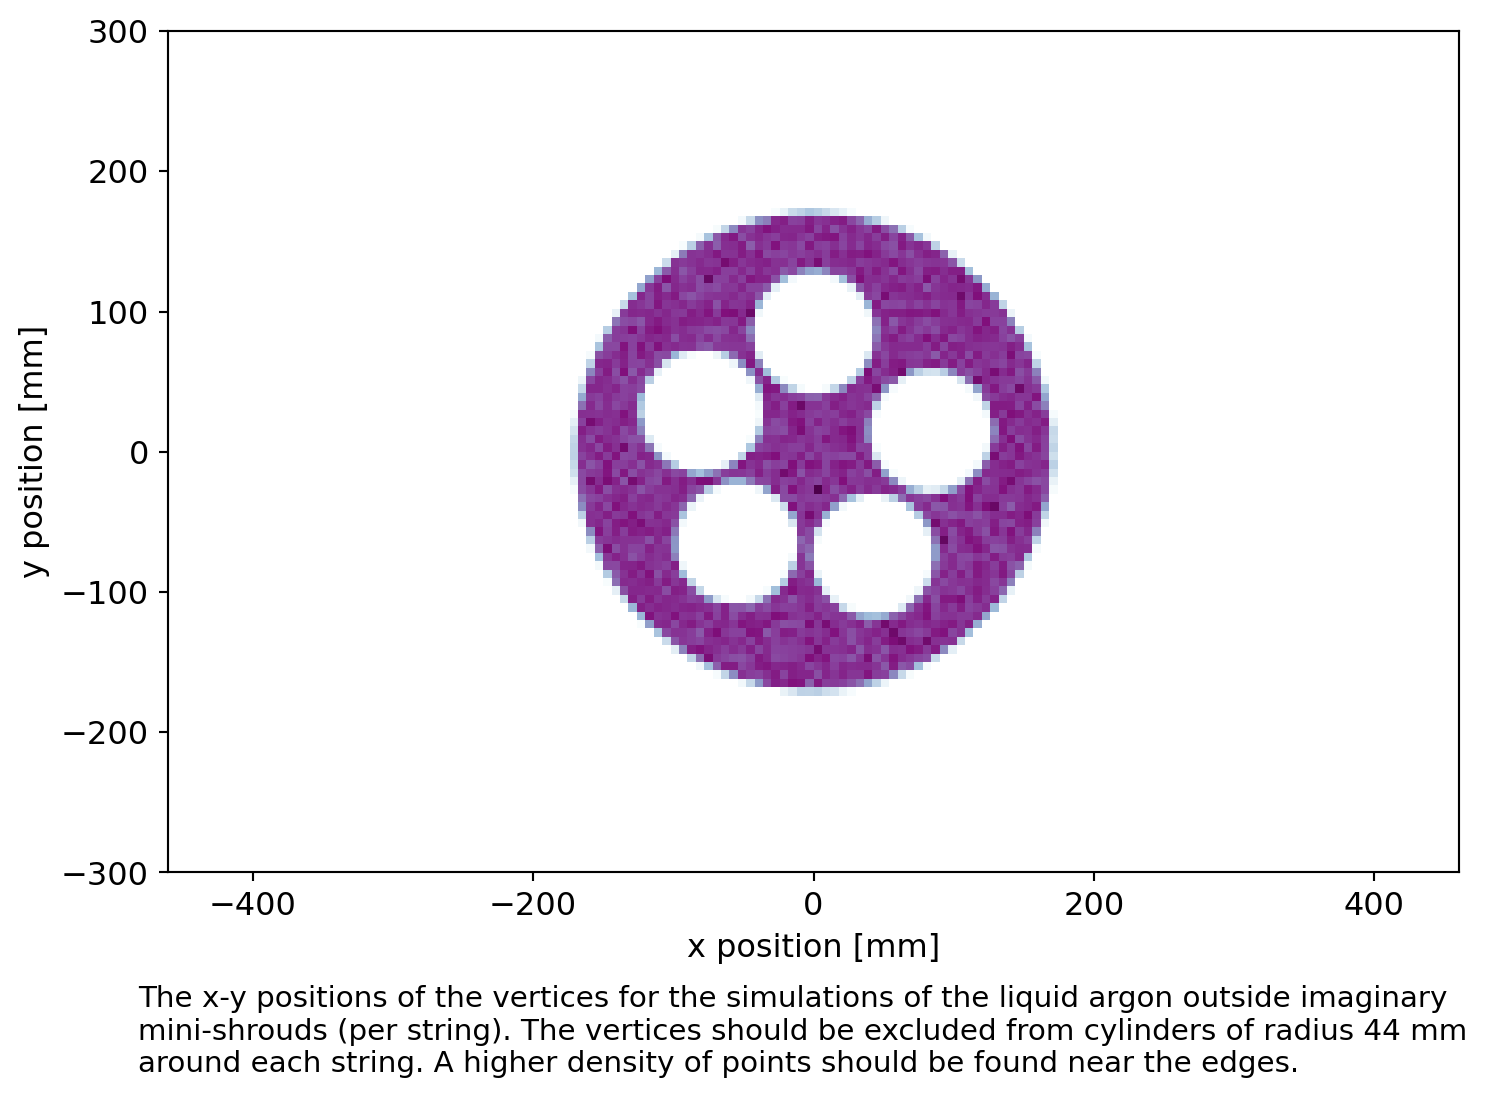 300
200
100
0
−100
−200
−300
y position [mm]
−400 −200 0 200 400
x position [mm]
The x-y positions of the vertices for the simulations of the liquid argon outside imaginary
mini-shrouds (per string). The vertices should be excluded from cylinders of radius 44 mm
around each string. A higher density of points should be found near the edges.